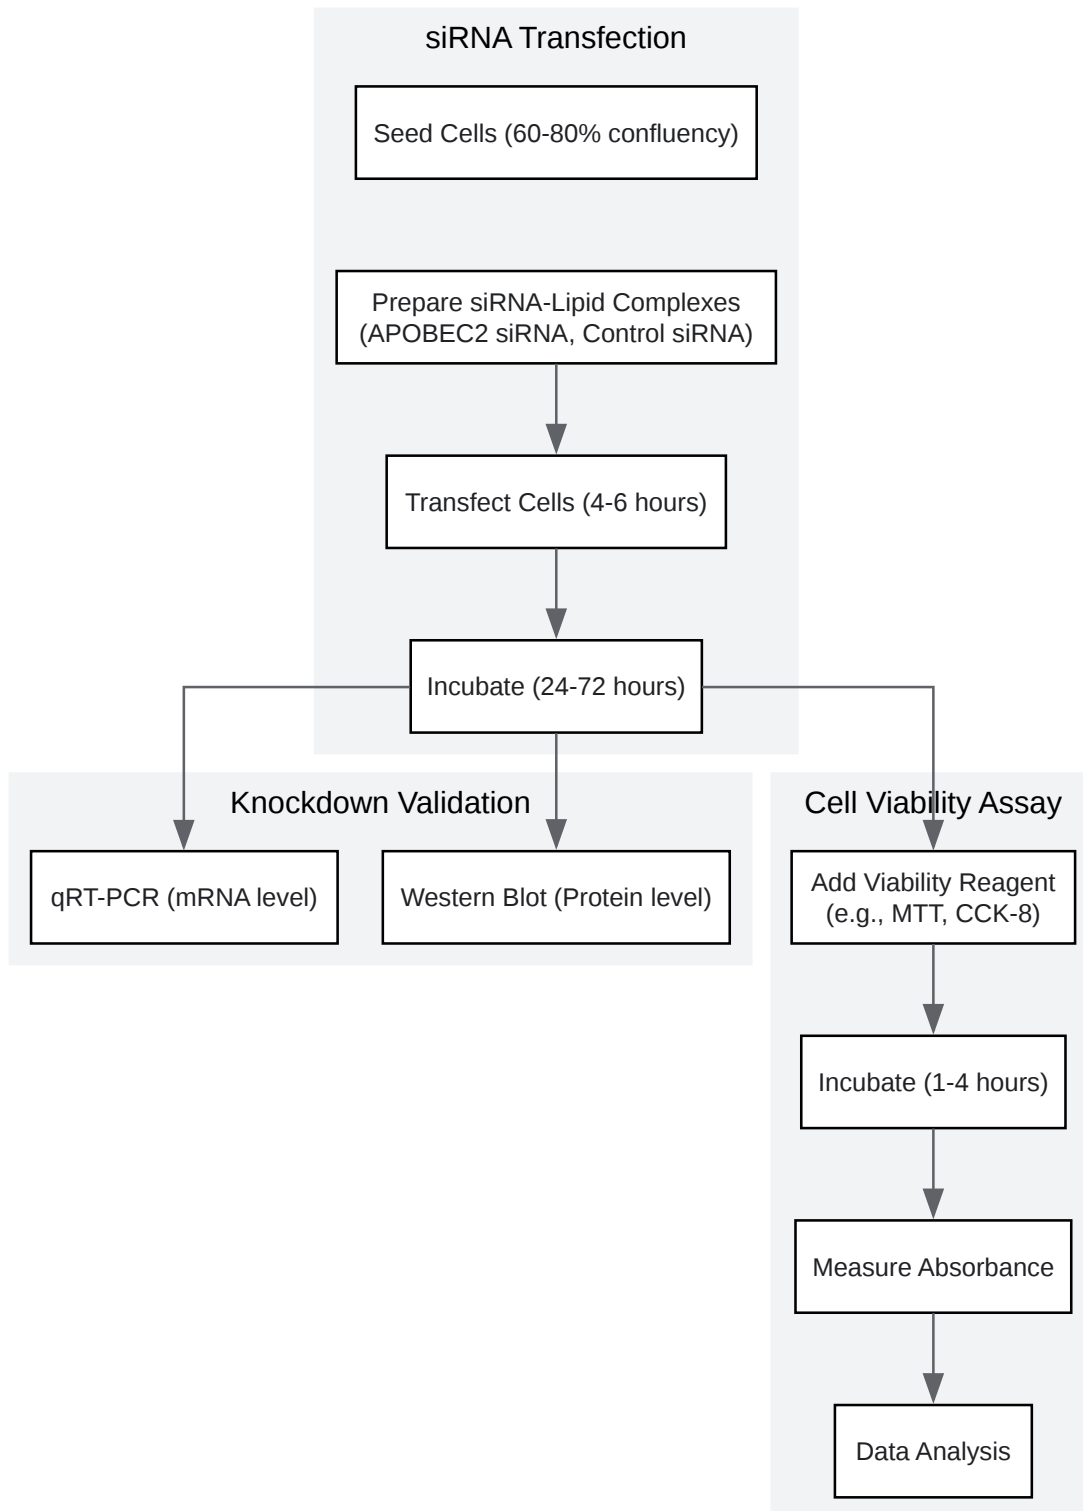 siRNA Transfection
Seed Cells (60-80% confluency)
Prepare siRNA-Lipid Complexes
(APOBEC2 siRNA, Control siRNA)
Transfect Cells (4-6 hours)
Incubate (24-72 hours)
Knockdown Validation
qRT-PCR (mRNA level)
Western Blot (Protein level)
Cell Viability Assay
Add Viability Reagent
(e.g., MTT, CCK-8)
Incubate (1-4 hours)
Measure Absorbance
Data Analysis